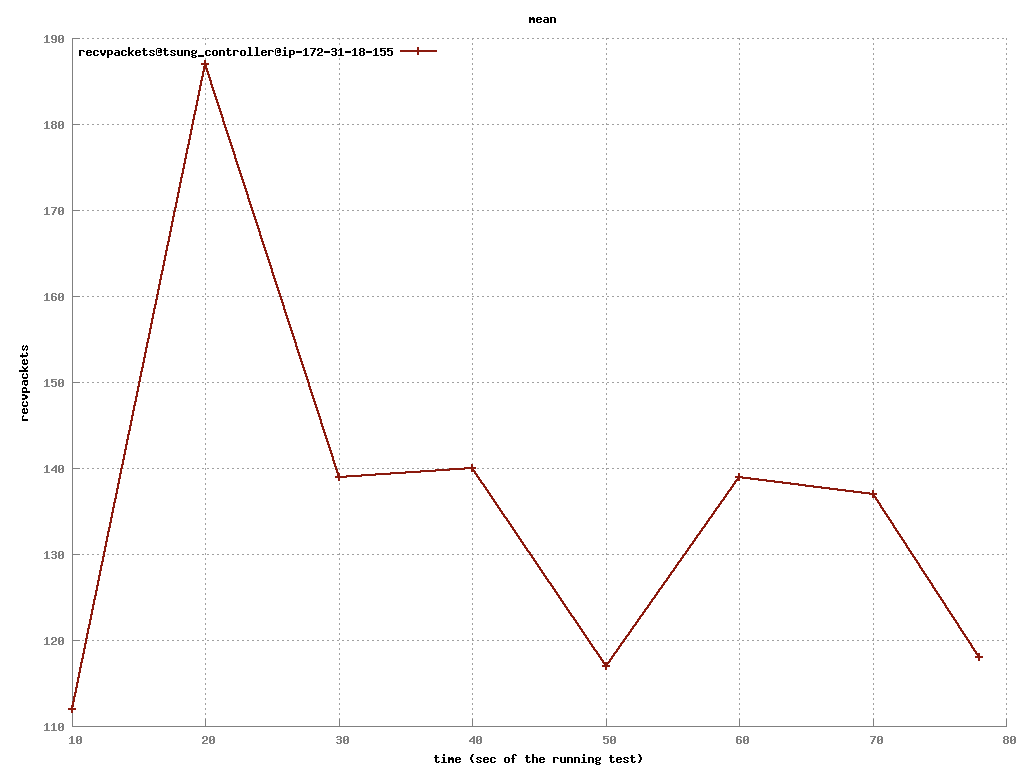 mean
190
recvpackets@tsung_controller@ip-172-31-18-155
180
170
160
150
recvpackets
140
130
120
110
10 20 30 40 50 60 70 80
time (sec of the running test)